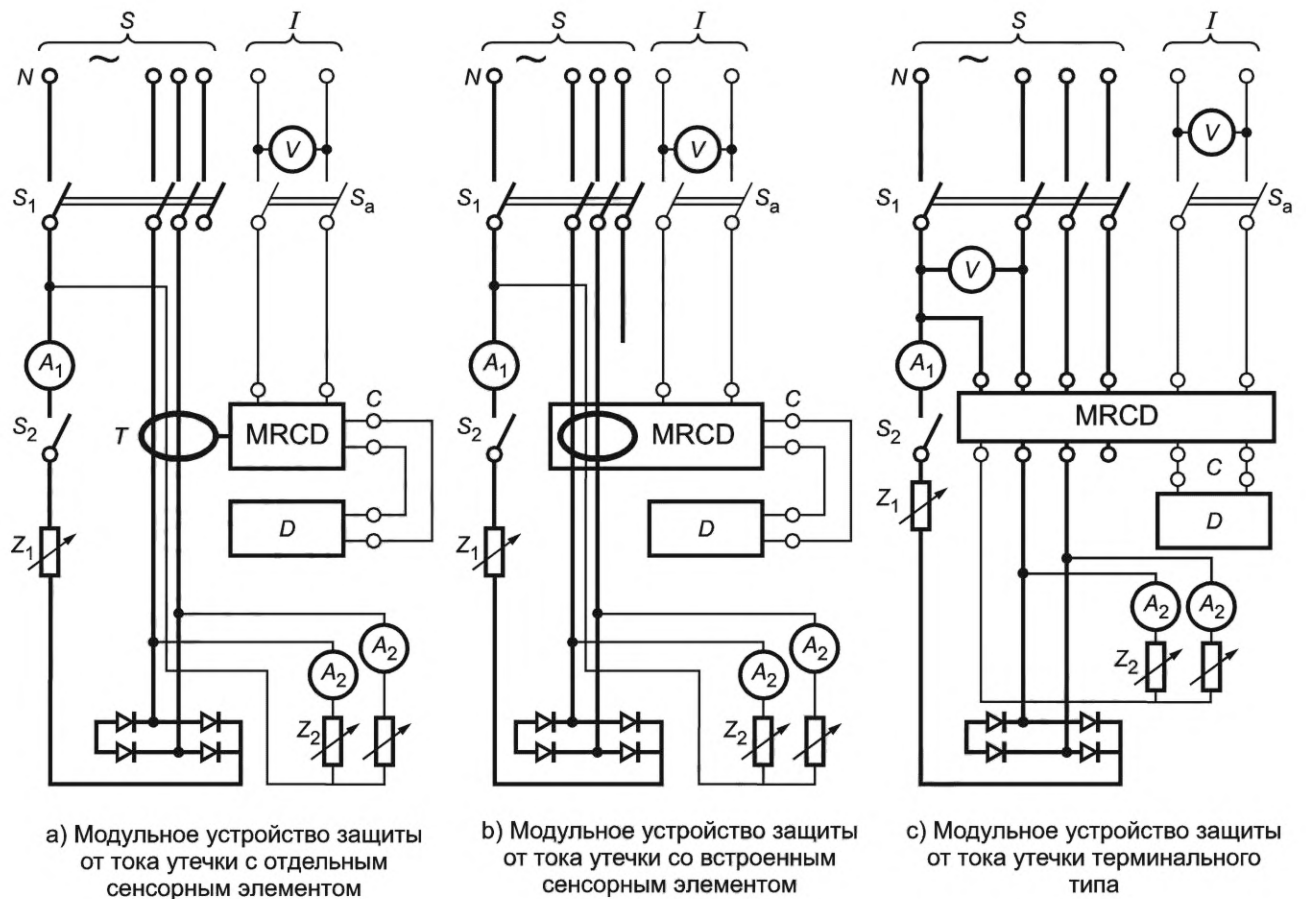 S I
N ~
V
S1 Sa
A1
S2 T MRCD C
D
Z1
A2 A2
Z2
a) Модульное устройство защиты
от тока утечки с отдельным
сенсорным элементом
S I
N ~
V
S1 Sa
A1
S2 MRCD C
D
Z1
A2 A2
Z2
b) Модульное устройство защиты
от тока утечки со встроенным
сенсорным элементом
S I
N ~
V
S1 Sa
V
A1
MRCD
S2
C
Z1 D
A2 A2
Z2
c) Модульное устройство защиты
от тока утечки терминального
типа